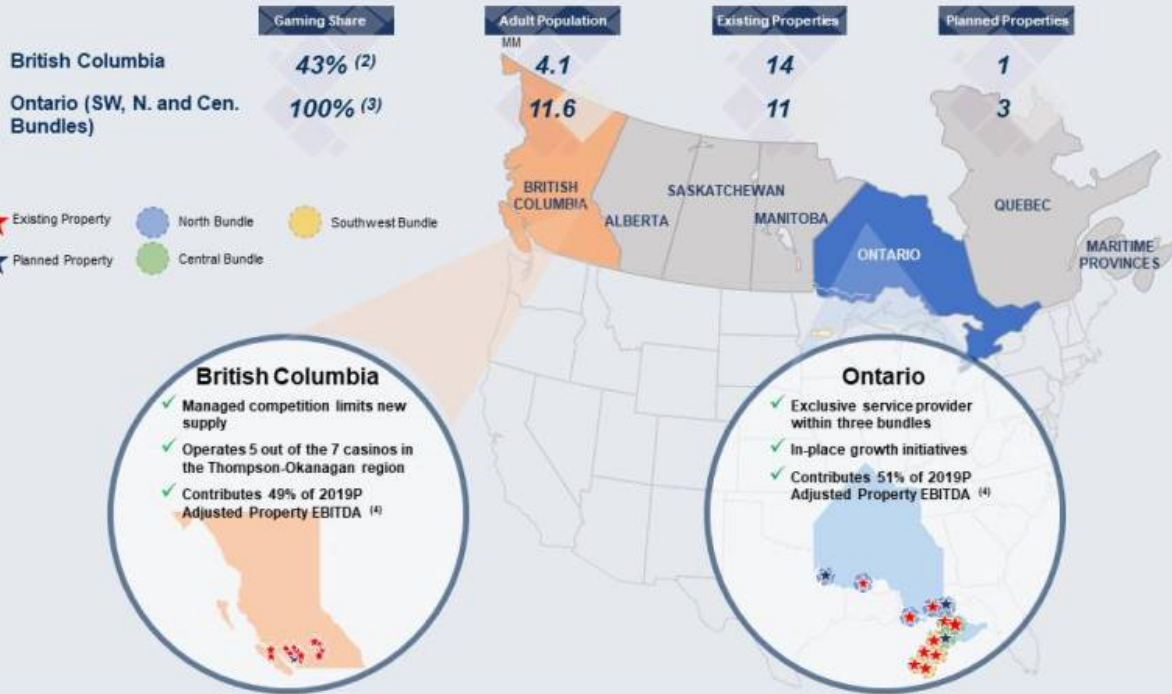 Gaming Share
Adult Population
Existing Properties
Planned Properties
MM
British Columbia
43% (2)
4.1
14
1
Ontario (SW, N. and Cen.
Bundles)
100% (3)
11.6
11
3
Existing Property
North Bundle
Southwest Bundle
Planned Property
Central Bundle
BRITISH
COLUMBIA
ALBERTA
SASKATCHEWAN
MANITOBA
ONTARIO
QUEBEC
MARITIME
PROVINCES
British Columbia
✓ Managed competition limits new
supply
✓ Operates 5 out of the 7 casinos in
the Thompson-Okanagan region
✓ Contributes 49% of 2019P
Adjusted Property EBITDA (4)
Ontario
✓ Exclusive service provider
within three bundles
✓ In-place growth initiatives
✓ Contributes 51% of 2019P
Adjusted Property EBITDA (4)